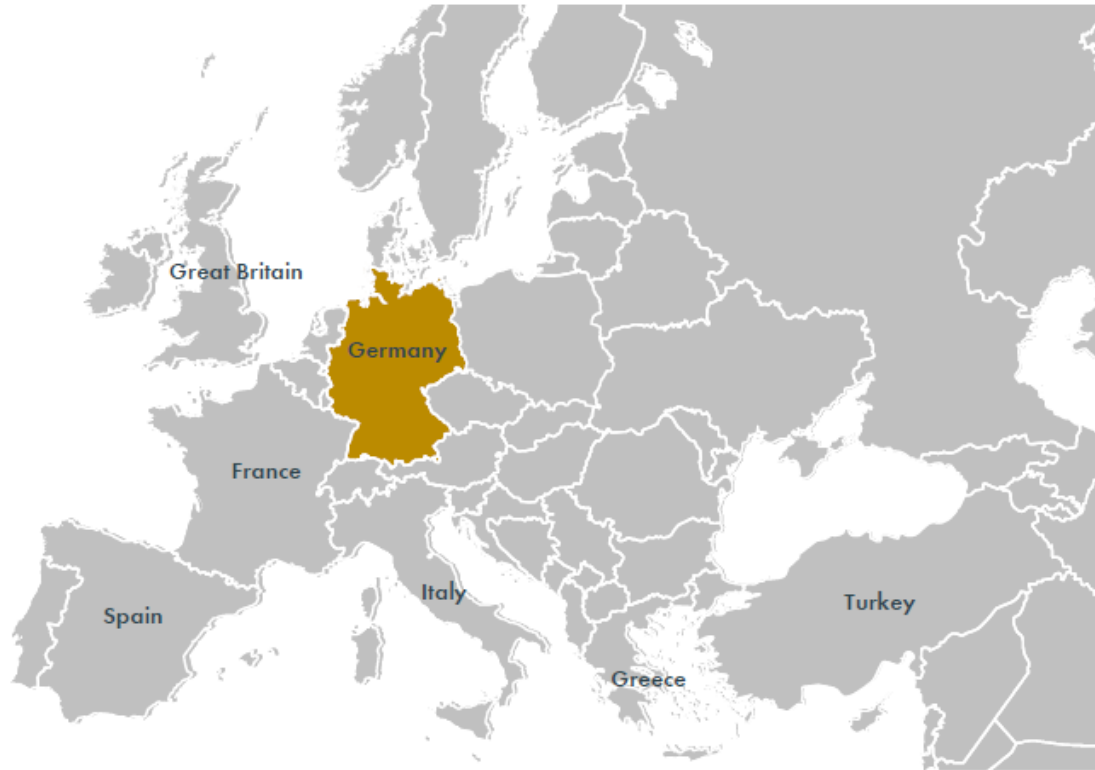 Great Britain
Germany
France
Italy
Turkey
Spain
Greece